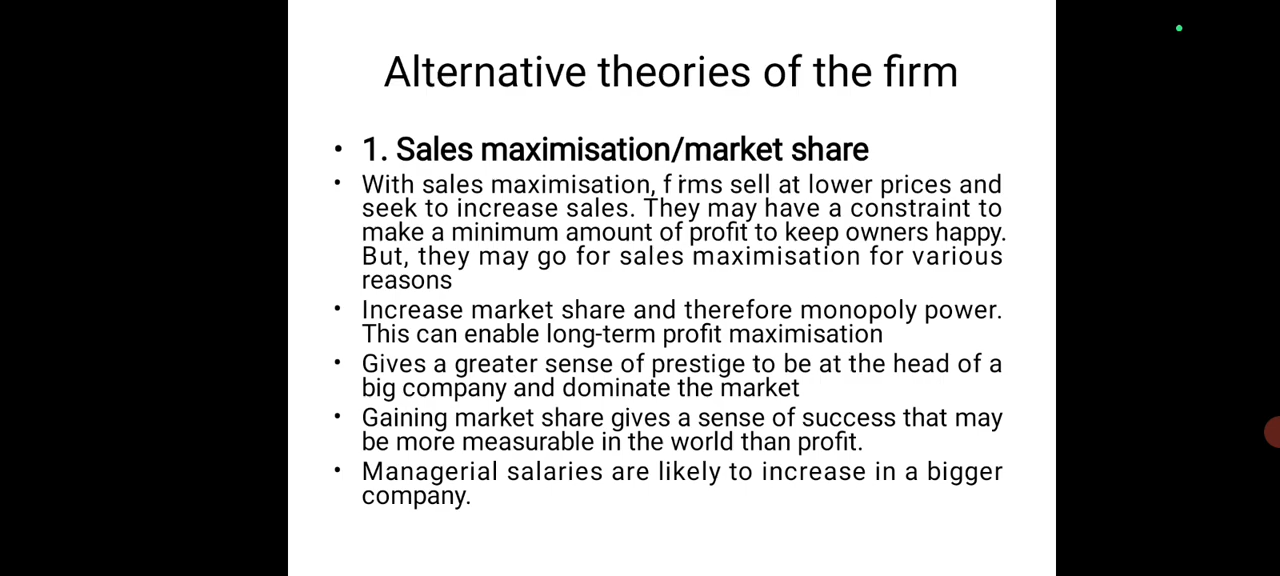 Alternative theories of the firm
• 1. Sales maximisation/market share
• With sales maximisation, firms sell at lower prices and
seek to increase sales. They may have a constraint to
make a minimum amount of profit to keep owners happy.
But, they may go for sales maximisation for various
reasons
• Increase market share and therefore monopoly power.
This can enable long-term profit maximisation
• Gives a greater sense of prestige to be at the head of a
big company and dominate the market
• Gaining market share gives a sense of success that may
be more measurable in the world than profit.
• Managerial salaries are likely to increase in a bigger
company.